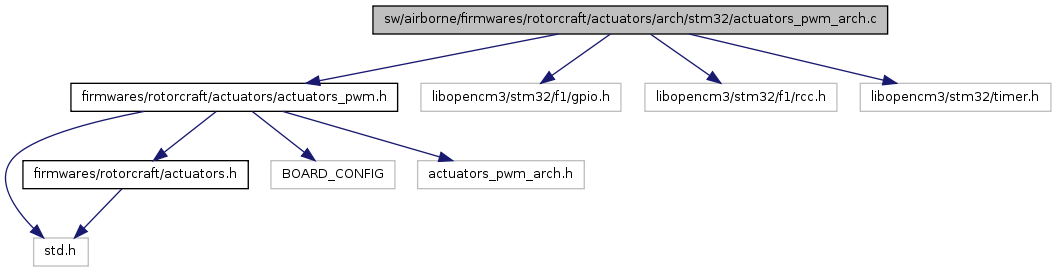 sw/airborne/firmwares/rotorcraft/actuators/arch/stm32/actuators_pwm_arch.c
firmwares/rotorcraft/actuators/actuators_pwm.h
libopencm3/stm32/f1/gpio.h
libopencm3/stm32/f1/rcc.h
libopencm3/stm32/timer.h
firmwares/rotorcraft/actuators.h
BOARD_CONFIG
actuators_pwm_arch.h
std.h